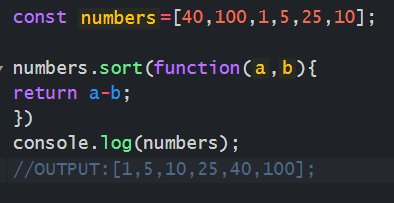 const numbers=[40,100,1,5,25,10];
numbers.sort(function(a,b){
return a-b;
})
console.log(numbers);
//OUTPUT:[1,5,10,25,40,100];